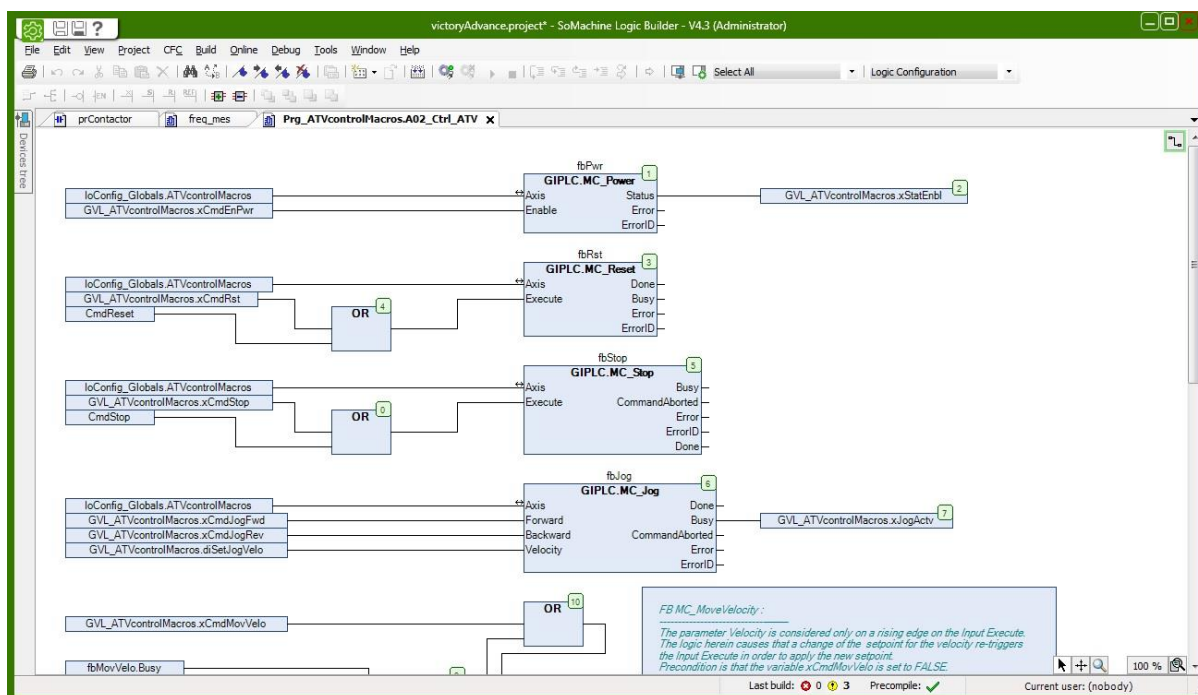 victoryAdvance.project* - SoMachine Logic Builder - V4.3 (Administrator)
File Edit View Project CFC Build Online Debug Tools Window Help
Select All Logic Configuration
prContactor freq_mes Prg_ATVcontrolMacros.A02_Ctrl_ATV X
Devices tree
fbPwr
GIPLC.MC_Power 1
IoConfig_Globals.ATVcontrolMacros Axis Status GVL_ATVcontrolMacros.xStatEnbl 2
GVL_ATVcontrolMacros.xCmdEnPwr Enable Error
ErrorID
fbRst
GIPLC.MC_Reset 3
IoConfig_Globals.ATVcontrolMacros Axis Done
GVL_ATVcontrolMacros.xCmdRst Execute Busy
CmdReset OR 4 Error
ErrorID
fbStop
GIPLC.MC_Stop 5
IoConfig_Globals.ATVcontrolMacros Axis Busy
GVL_ATVcontrolMacros.xCmdStop Execute CommandAborted
CmdStop OR 0 Error
ErrorID
Done
fbJog
GIPLC.MC_Jog 6
IoConfig_Globals.ATVcontrolMacros Axis Done
GVL_ATVcontrolMacros.xCmdJogFwd Forward Busy GVL_ATVcontrolMacros.xJogActv 7
GVL_ATVcontrolMacros.xCmdJogRev Backward CommandAborted
GVL_ATVcontrolMacros.diSetJogVelo Velocity Error
ErrorID
OR 10
GVL_ATVcontrolMacros.xCmdMovVelo
fbMovVelo.Busy
FB MC_MoveVelocity :
The parameter Velocity is considered only on a rising edge on the Input Execute.
The logic herein causes that a change of the setpoint for the velocity re-triggers
the Input Execute in order to apply the new setpoint.
Precondition is that the variable xCmdMovVelo is set to FALSE.
100 %
Last build: 0 3 Precompile: Current user: (nobody)